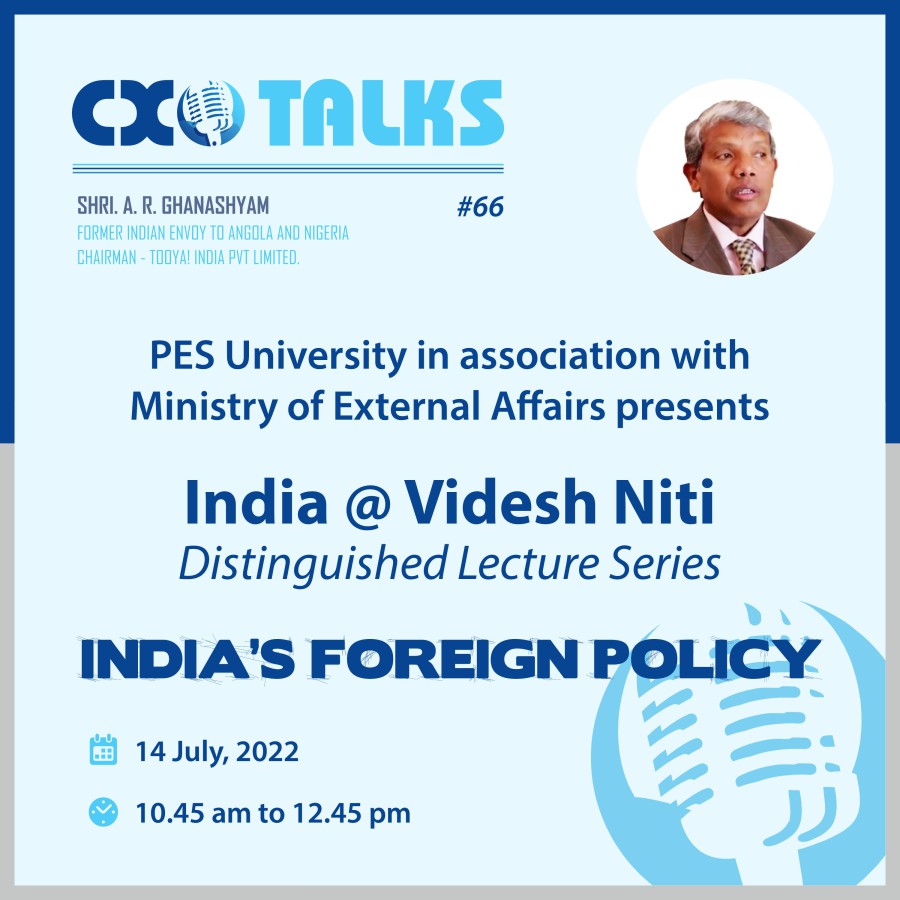 CXO TALKS
SHRI. A. R. GHANASHYAM
#66
FORMER INDIAN ENVOY TO ANGOLA AND NIGERIA
CHAIRMAN - TOOYA! INDIA PVT LIMITED.
PES University in association with
Ministry of External Affairs presents
India @ Videsh Niti
Distinguished Lecture Series
INDIA'S FOREIGN POLICY
14 July, 2022
10.45 am to 12.45 pm